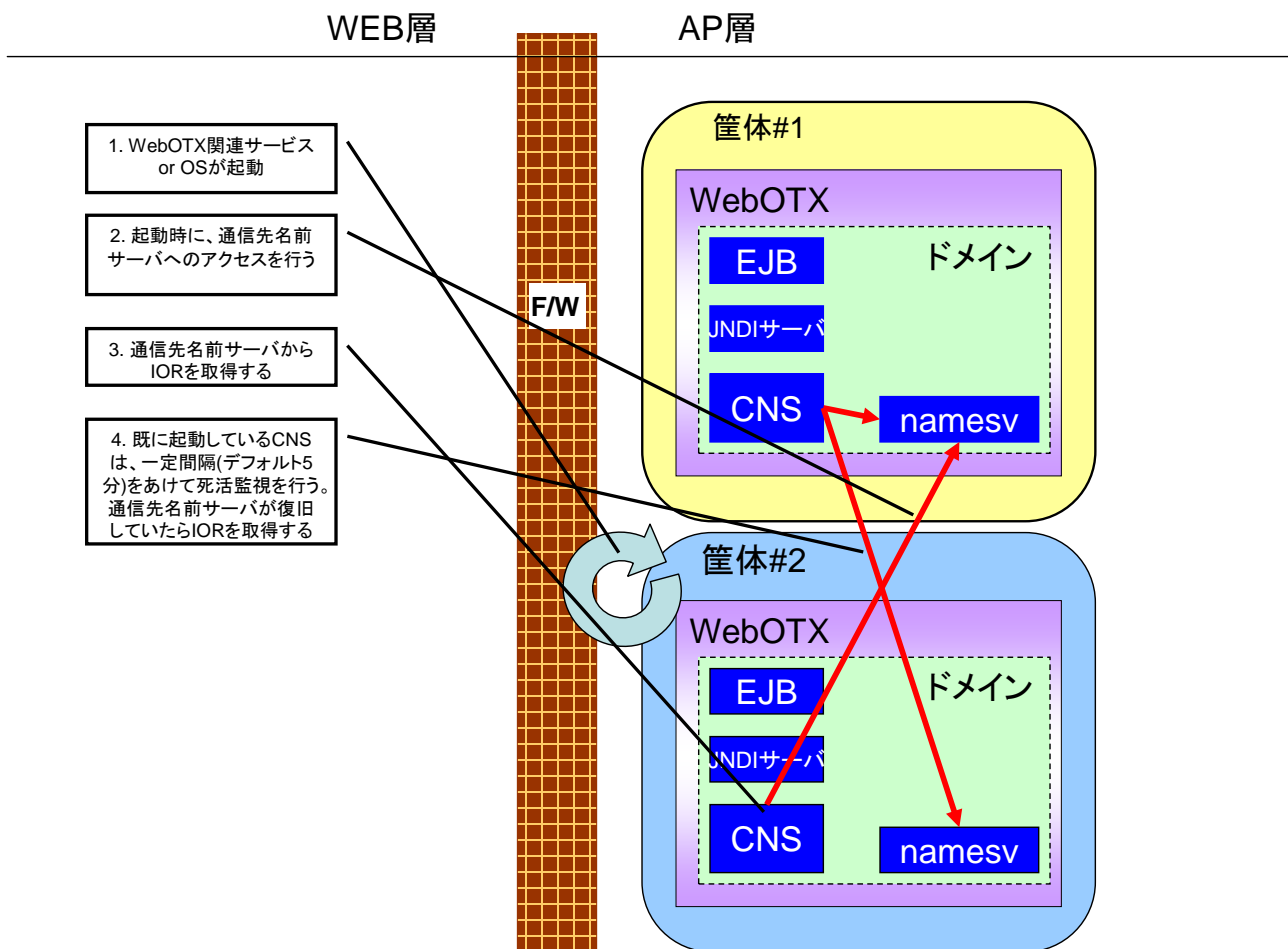 WEB層
AP層
1. WebOTX関連サービス
or OSが起動
2. 起動時に、通信先名前
サーバへのアクセスを行う
3. 通信先名前サーバから
IORを取得する
4. 既に起動しているCNS
は、一定間隔(デフォルト5
分)をあけて死活監視を行う。
通信先名前サーバが復旧
していたらIORを取得する
F/W
筐体#1
WebOTX
ドメイン
EJB
JNDIサーバ
CNS
namesv
筐体#2
WebOTX
ドメイン
EJB
JNDIサーバ
CNS
namesv